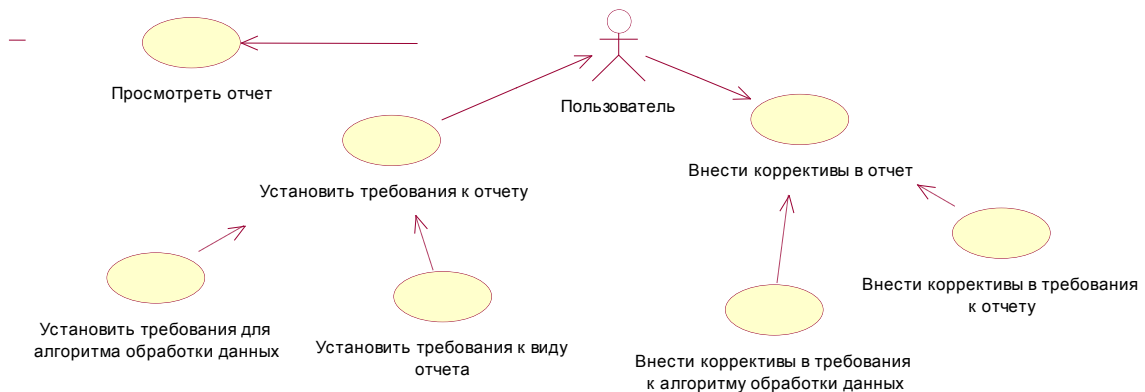 Просмотреть отчет
Пользователь
Установить требования к отчету
Внести коррективы в отчет
Установить требования для
алгоритма обработки данных
Установить требования к виду
отчета
Внести коррективы в требования
к алгоритму обработки данных
Внести коррективы в требования
к отчету